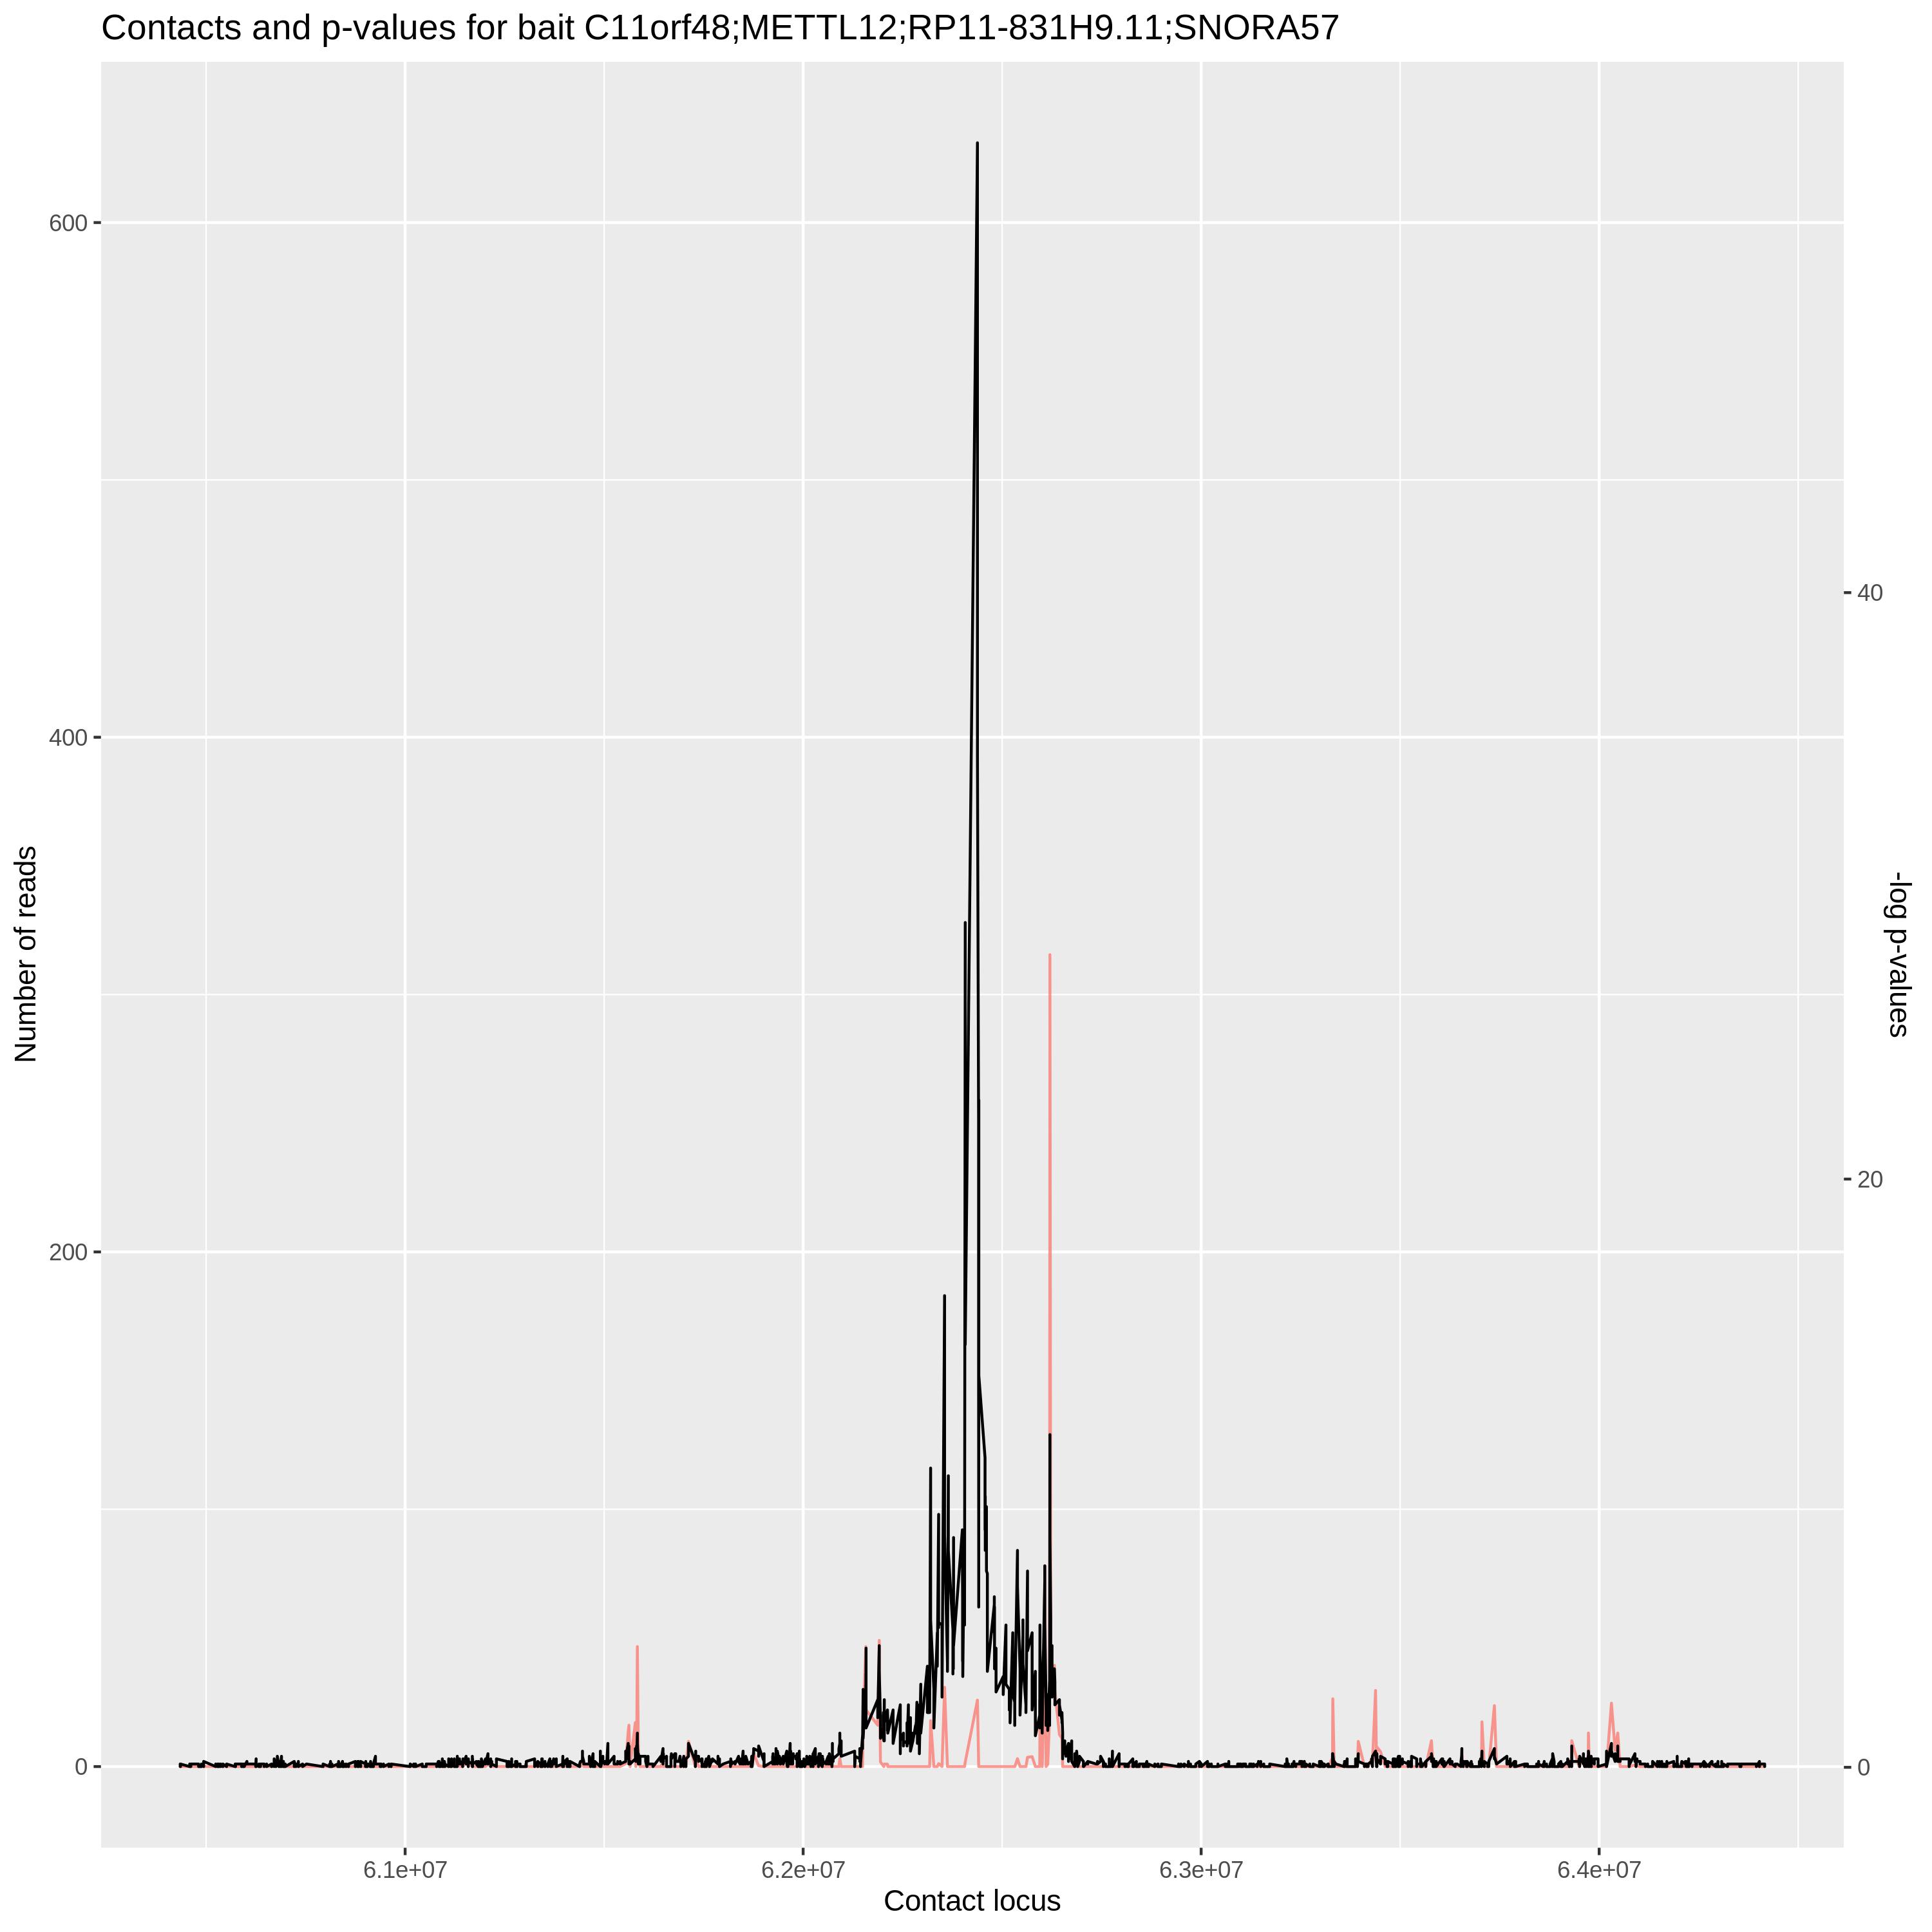 Contacts and p-values for bait C11orf48;METTL12;RP11-831H9.11;SNORA57
600
400
200
0
Number of reads
40
20
0
-log p-values
6.1e+07 6.2e+07 6.3e+07 6.4e+07
Contact locus